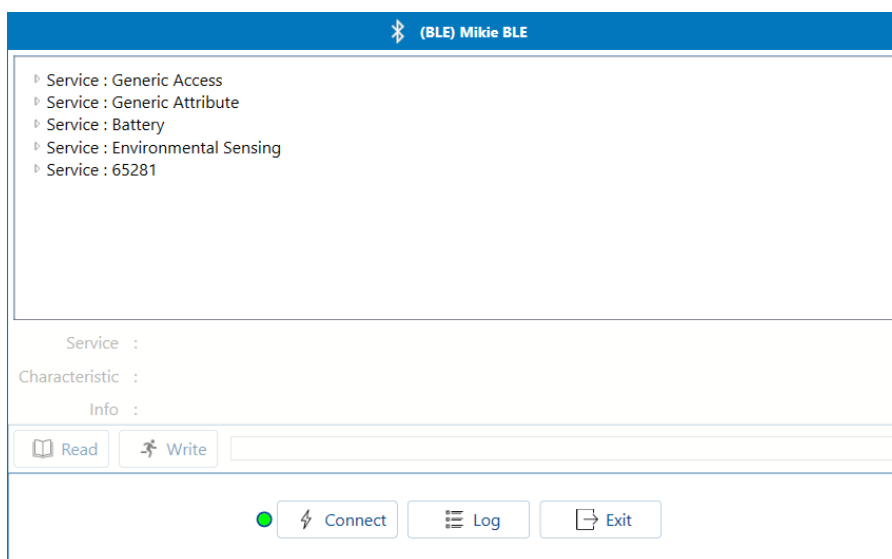 (BLE) Mikie BLE
Service : Generic Access
Service : Generic Attribute
Service : Battery
Service : Environmental Sensing
Service : 65281
Service :
Characteristic :
Info :
Read Write
Connect Log Exit